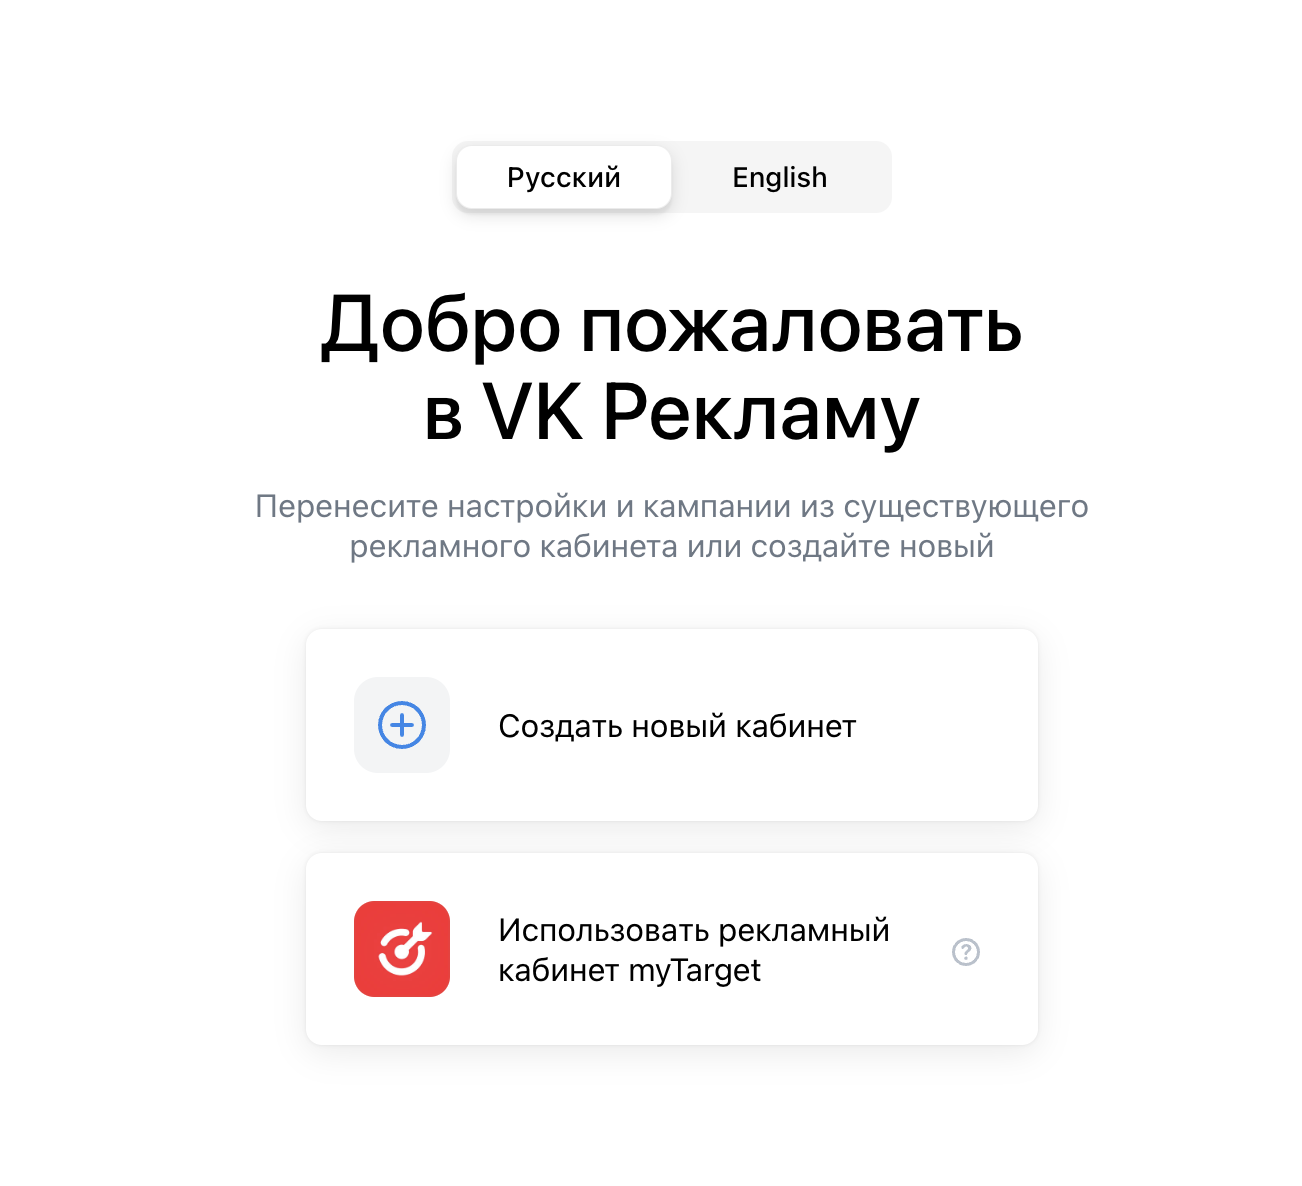 Русский English
Добро пожаловать
в VK Рекламу
Перенесите настройки и кампании из существующего
рекламного кабинета или создайте новый
Создать новый кабинет
Использовать рекламный
кабинет myTarget
?